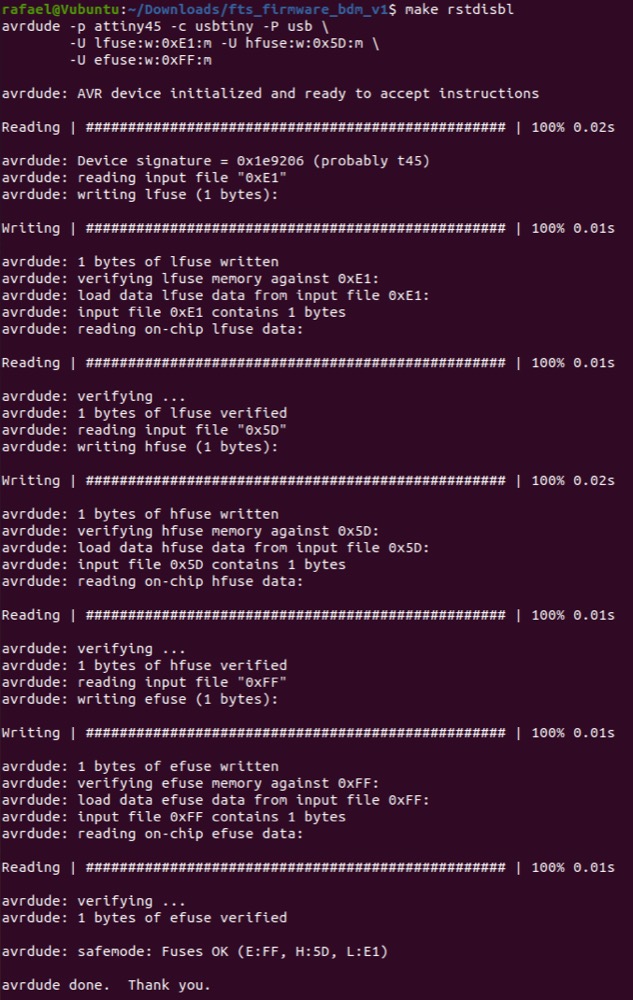 rafael@Vubuntu:~/Downloads/fts_firmware_bdm_v1$ make rstdisbl
avrdude -p attiny45 -c usbtiny -P usb \
-U lfuse:w:0xE1:m -U hfuse:w:0x5D:m \
-U efuse:w:0xFF:m
avrdude: AVR device initialized and ready to accept instructions
Reading | ################################################## | 100% 0.02s
avrdude: Device signature = 0x1e9206 (probably t45)
avrdude: reading input file "0xE1"
avrdude: writing lfuse (1 bytes):
Writing | ################################################## | 100% 0.01s
avrdude: 1 bytes of lfuse written
avrdude: verifying lfuse memory against 0xE1:
avrdude: load data lfuse data from input file 0xE1:
avrdude: input file 0xE1 contains 1 bytes
avrdude: reading on-chip lfuse data:
Reading | ################################################## | 100% 0.01s
avrdude: verifying ...
avrdude: 1 bytes of lfuse verified
avrdude: reading input file "0x5D"
avrdude: writing hfuse (1 bytes):
Writing | ################################################## | 100% 0.02s
avrdude: 1 bytes of hfuse written
avrdude: verifying hfuse memory against 0x5D:
avrdude: load data hfuse data from input file 0x5D:
avrdude: input file 0x5D contains 1 bytes
avrdude: reading on-chip hfuse data:
Reading | ################################################## | 100% 0.01s
avrdude: verifying ...
avrdude: 1 bytes of hfuse verified
avrdude: reading input file "0xFF"
avrdude: writing efuse (1 bytes):
Writing | ################################################## | 100% 0.01s
avrdude: 1 bytes of efuse written
avrdude: verifying efuse memory against 0xFF:
avrdude: load data efuse data from input file 0xFF:
avrdude: input file 0xFF contains 1 bytes
avrdude: reading on-chip efuse data:
Reading | ################################################## | 100% 0.01s
avrdude: verifying ...
avrdude: 1 bytes of efuse verified
avrdude: safemode: Fuses OK (E:FF, H:5D, L:E1)
avrdude done.  Thank you.